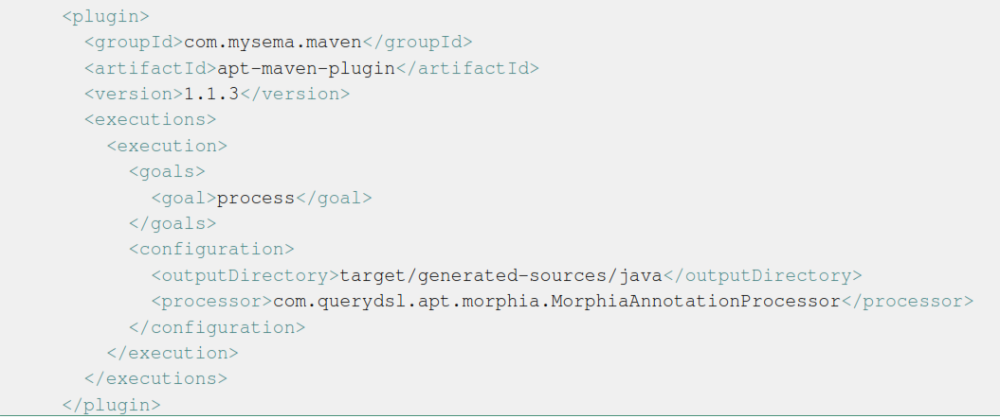 <plugin>
<groupId>com.mysema.maven</groupId>
<artifactId>apt-maven-plugin</artifactId>
<version>1.1.3</version>
<executions>
<execution>
<goals>
<goal>process</goal>
</goals>
<configuration>
<outputDirectory>target/generated-sources/java</outputDirectory>
<processor>com.querydsl.apt.morphia.MorphiaAnnotationProcessor</processor>
</configuration>
</execution>
</executions>
</plugin>